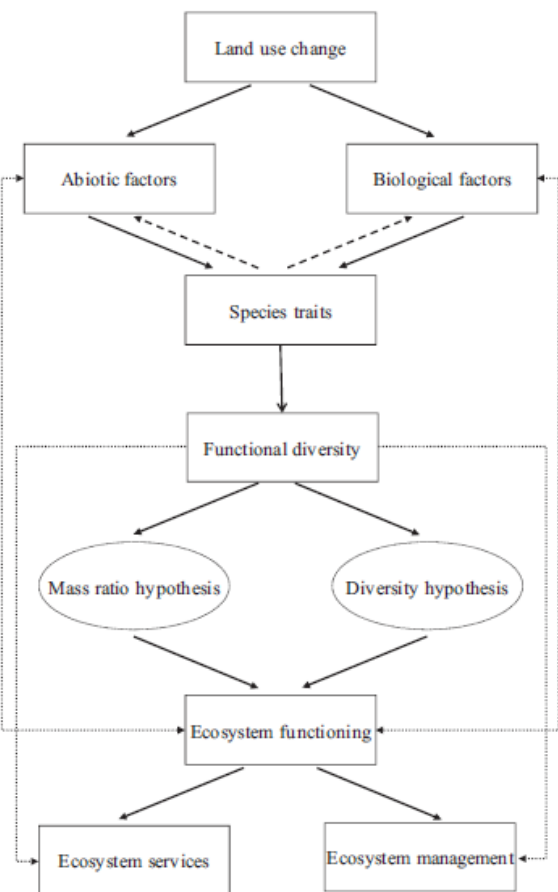 Land use change
Abiotic factors
Biological factors
Species traits
Functional diversity
Mass ratio hypothesis
Diversity hypothesis
Ecosystem functioning
Ecosystem services
Ecosystem management